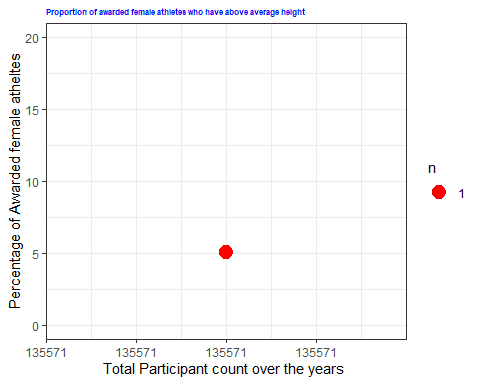 Proportion of awarded female athletes who have above average height
20
15
10
5
0
Percentage of Awarded female atheltes
135571 135571 135571 135571
Total Participant count over the years
n
1